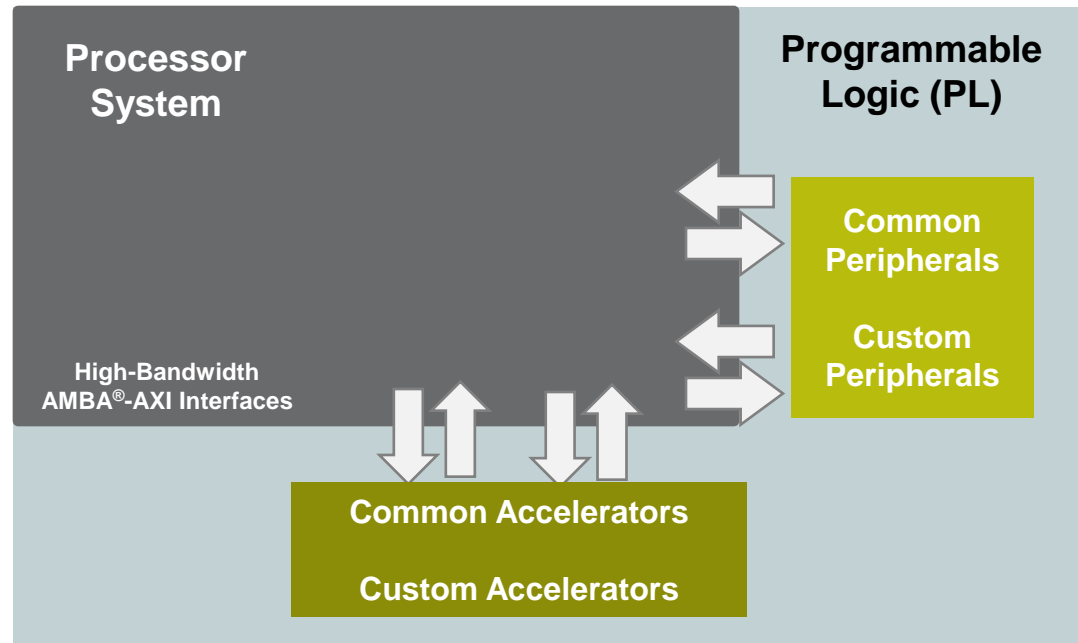 Processor
System
Programmable
Logic (PL)
Common
Peripherals
Custom
Peripherals
High-Bandwidth
AMBA®-AXI Interfaces
Common Accelerators
Custom Accelerators